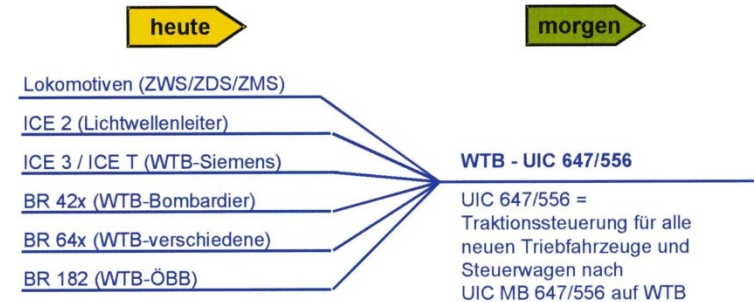 heute
morgen
Lokomotiven (ZWS/ZDS/ZMS)
ICE 2 (Lichtwellenleiter)
ICE 3 / ICE T (WTB-Siemens)
BR 42x (WTB-Bombardier)
BR 64x (WTB-verschiedene)
BR 182 (WTB-ÖBB)
WTB - UIC 647/556
UIC 647/556 =
Traktionssteuerung für alle
neuen Triebfahrzeuge und
Steuerwagen nach
UIC MB 647/556 auf WTB